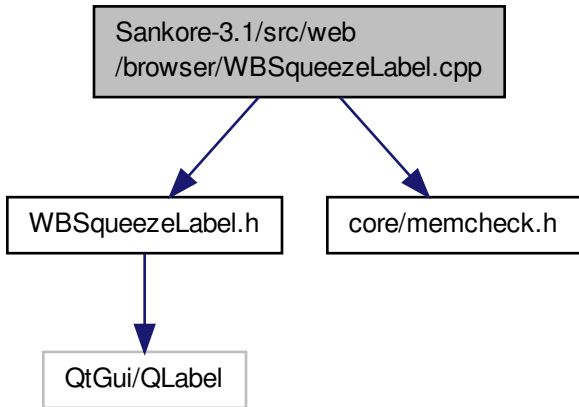 Sankore-3.1/src/web
/browser/WBSqueezeLabel.cpp
WBSqueezeLabel.h
core/memcheck.h
QtGui/QLabel